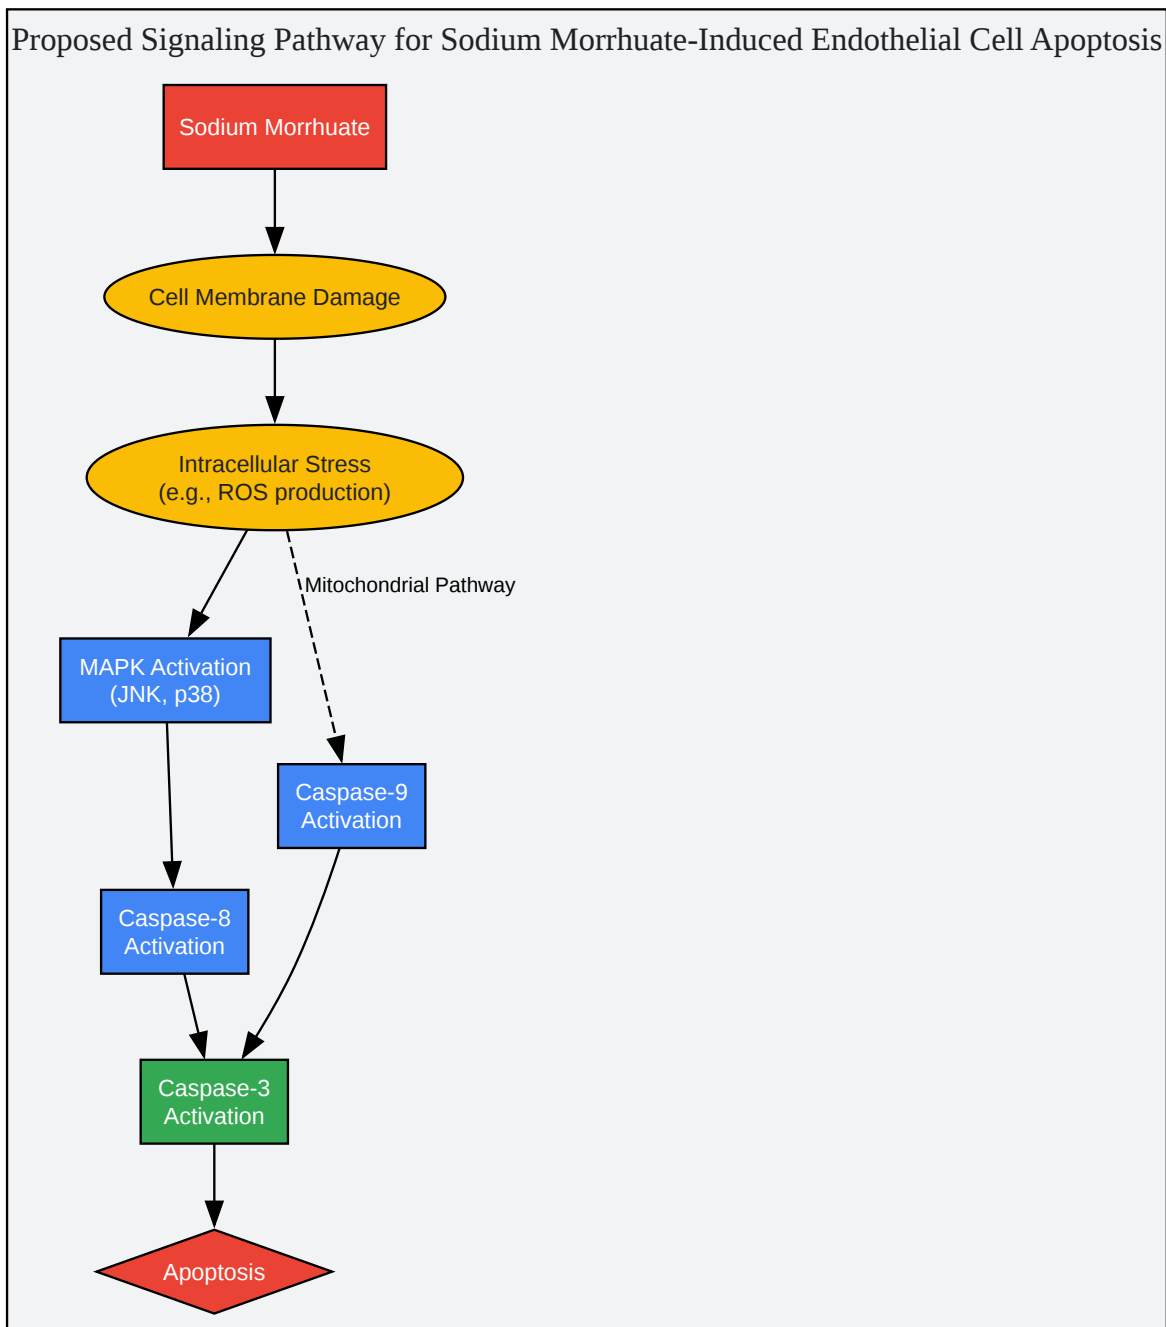 Proposed Signaling Pathway for Sodium Morrhuate-Induced Endothelial Cell Apoptosis
Sodium Morrhuate
Cell Membrane Damage
Intracellular Stress
(e.g., ROS production)
Mitochondrial Pathway
MAPK Activation
(JNK, p38)
Caspase-9
Activation
Caspase-8
Activation
Caspase-3
Activation
Apoptosis